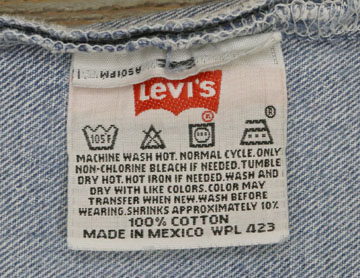 Levi's
®
105F
®
MACHINE WASH HOT. NORMAL CYCLE. ONLY
NON-CHLORINE BLEACH IF NEEDED. TUMBLE
DRY HOT. HOT IRON IF NEEDED. WASH AND
DRY WITH LIKE COLORS. COLOR MAY
TRANSFER WHEN NEW. WASH BEFORE
WEARING. SHRINKS APPROXIMATELY 10%
100% COTTON
MADE IN MEXICO WPL 423